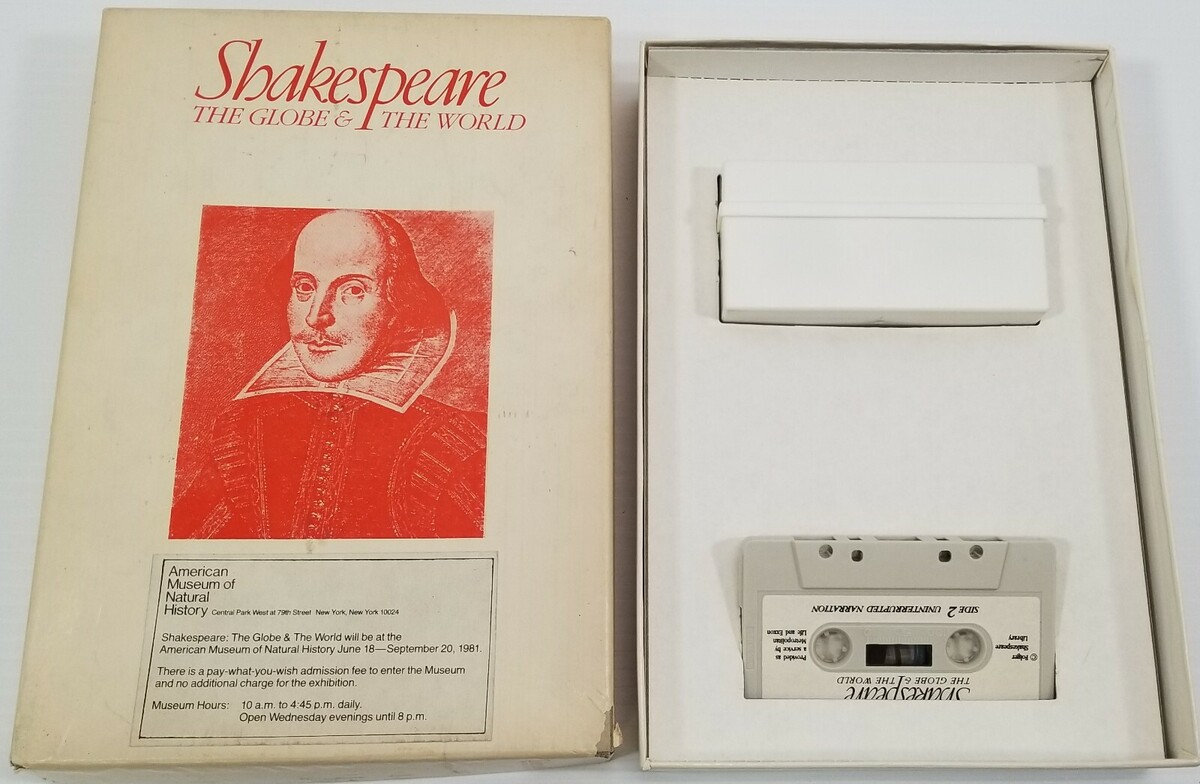 Shakespeare
THE GLOBE & THE WORLD
American
Museum of
Natural
History Central Park West at 79th Street New York, New York 10024
Shakespeare: The Globe & The World will be at the
American Museum of Natural History June 18—September 20, 1981.
There is a pay-what-you-wish admission fee to enter the Museum
and no additional charge for the exhibition.
Museum Hours: 10 a.m. to 4:45 p.m. daily.
Open Wednesday evenings until 8 p.m.
Shakespeare
THE GLOBE & THE WORLD
© Folger
Shakespeare
Library
Provided as
a service by
Metropolitan
Life and Exxon
SIDE 2 UNINTERRUPTED NARRATION